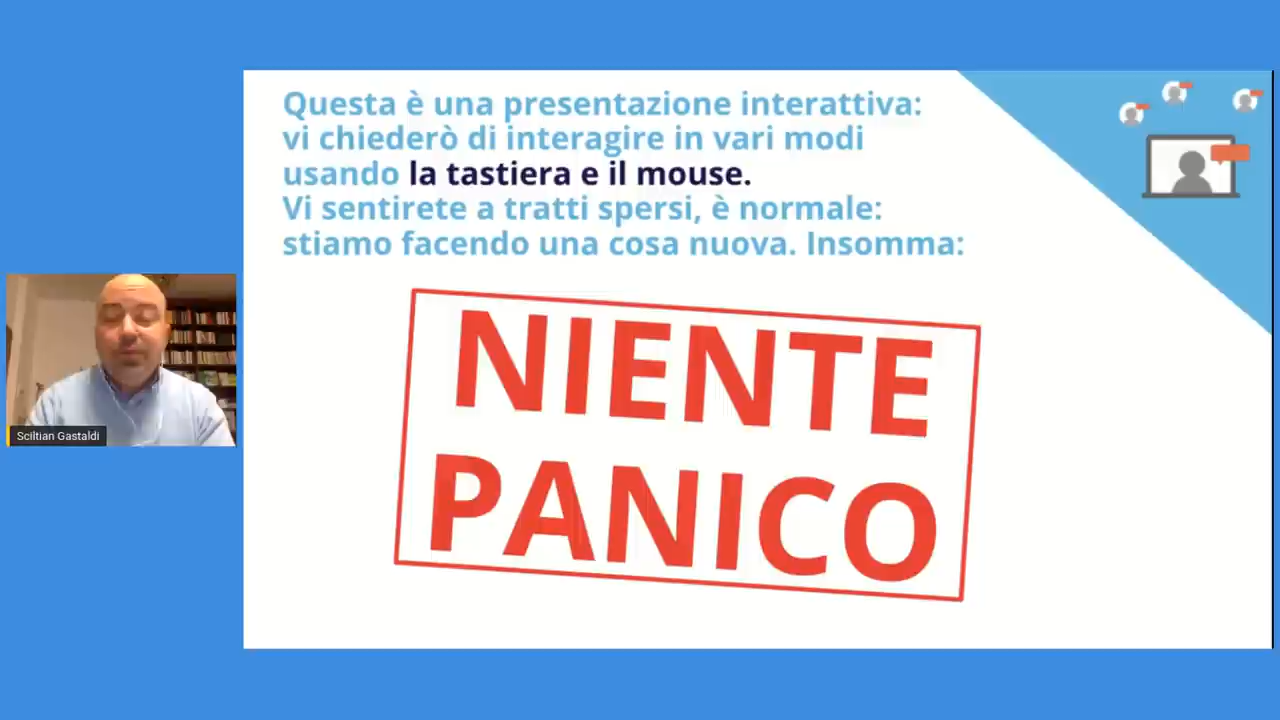 Questa è una presentazione interattiva:
vi chiederò di interagire in vari modi
usando la tastiera e il mouse.
Vi sentirete a tratti spersi, è normale:
stiamo facendo una cosa nuova. Insomma:
NIENTE
PANICO
Sciltian Gastaldi